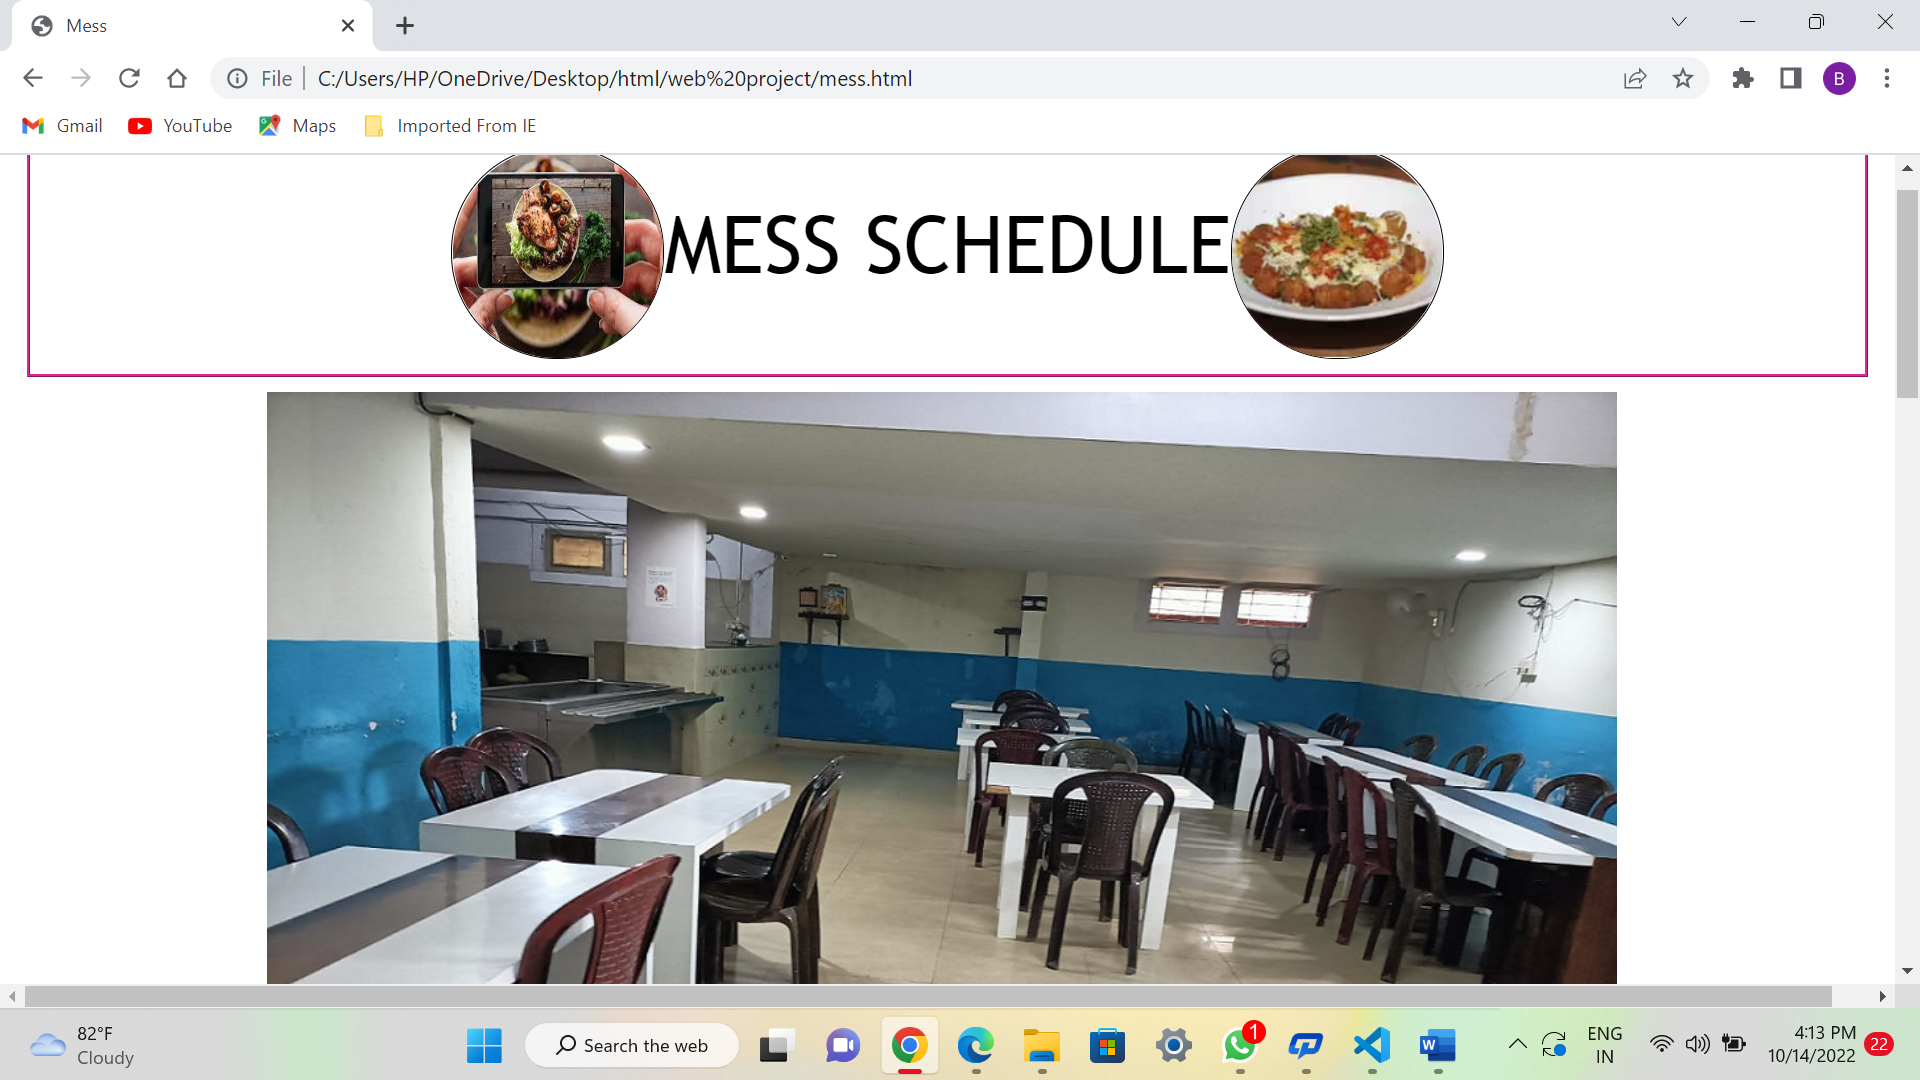 Mess
File
C:/Users/HP/OneDrive/Desktop/html/web%20project/mess.html
B
Gmail
YouTube
Maps
Imported From IE
MESS SCHEDULE
82°F
Cloudy
Search the web
1
W
ENG
IN
4:13 PM
10/14/2022
22